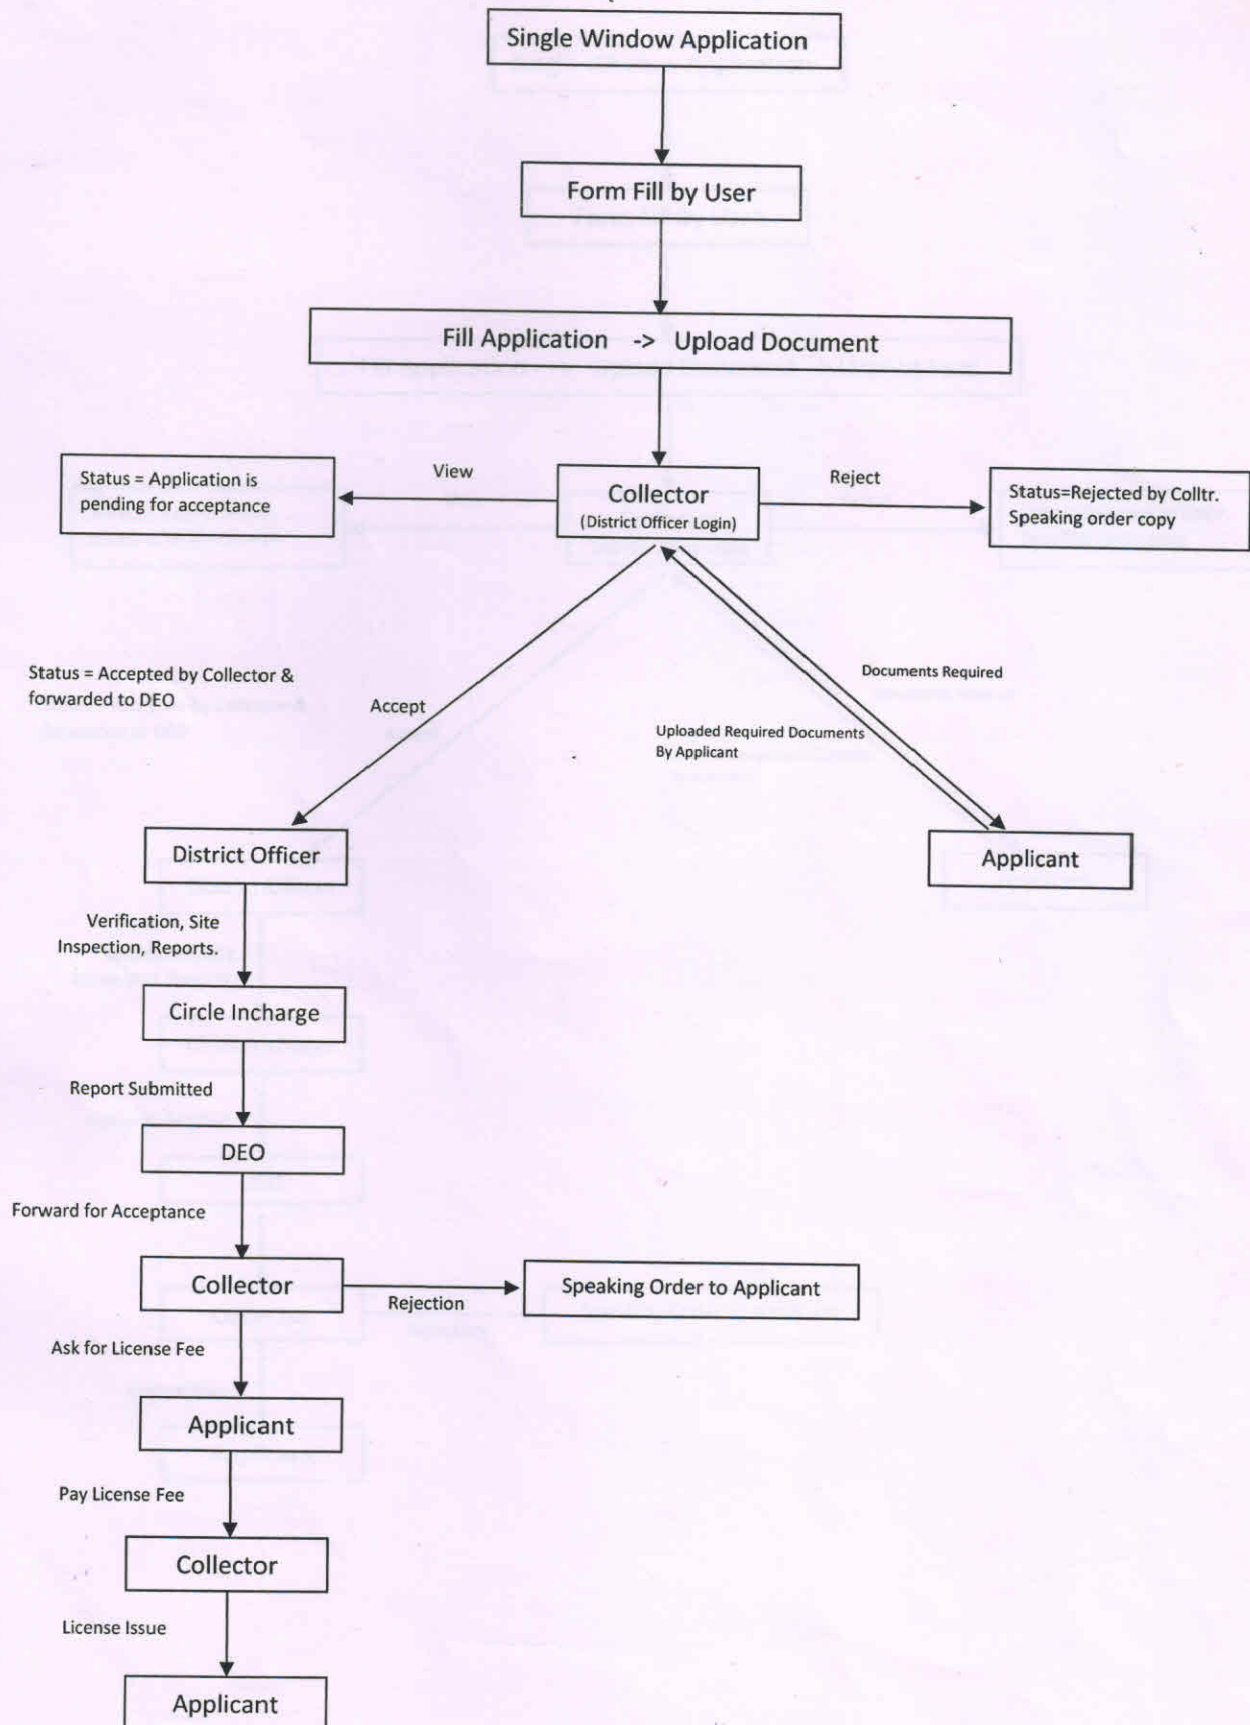 Single Window Application
Form Fill by User
Fill Application -> Upload Document
View
Reject
Status = Application is
pending for acceptance
Collector
(District Officer Login)
Status=Rejected by Colltr.
Speaking order copy
Status = Accepted by Collector &
forwarded to DEO
Accept
Documents Required
Uploaded Required Documents
By Applicant
District Officer
Applicant
Verification, Site
Inspection, Reports.
Circle Incharge
Report Submitted
DEO
Forward for Acceptance
Collector
Rejection
Speaking Order to Applicant
Ask for License Fee
Applicant
Pay License Fee
Collector
License Issue
Applicant